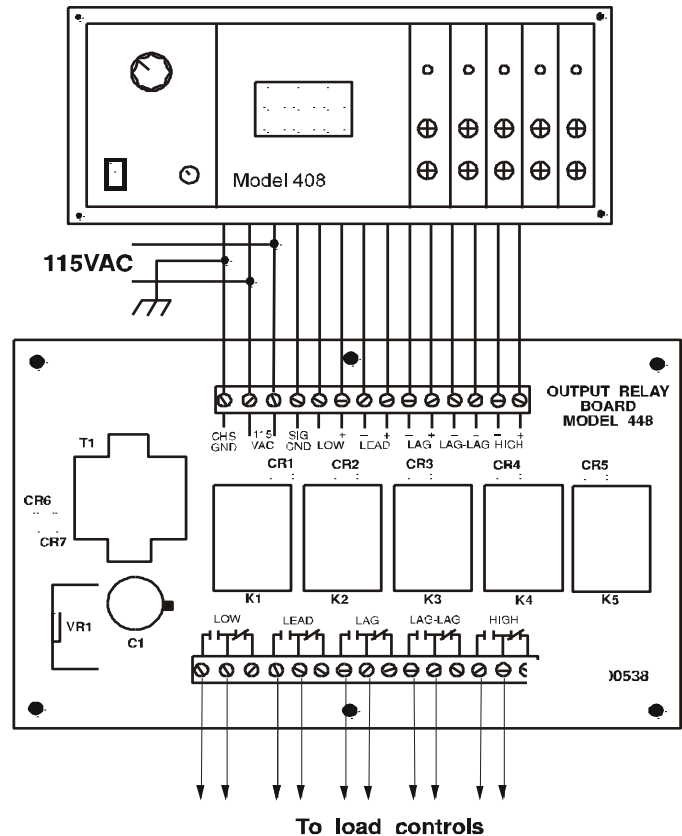 Model 408
115VAC
OUTPUT RELAY
BOARD
MODEL 448
CHS
GND
115
VAC
SIG
GND
- +
LOW
- +
LEAD
- +
LAG
- -
LAG-LAG
- +
HIGH
T1
CR1
CR2
CR3
CR4
CR5
CR6
CR7
K1
K2
K3
K4
K5
VR1
C1
LOW
LEAD
LAG
LAG-LAG
HIGH
00538
To load controls